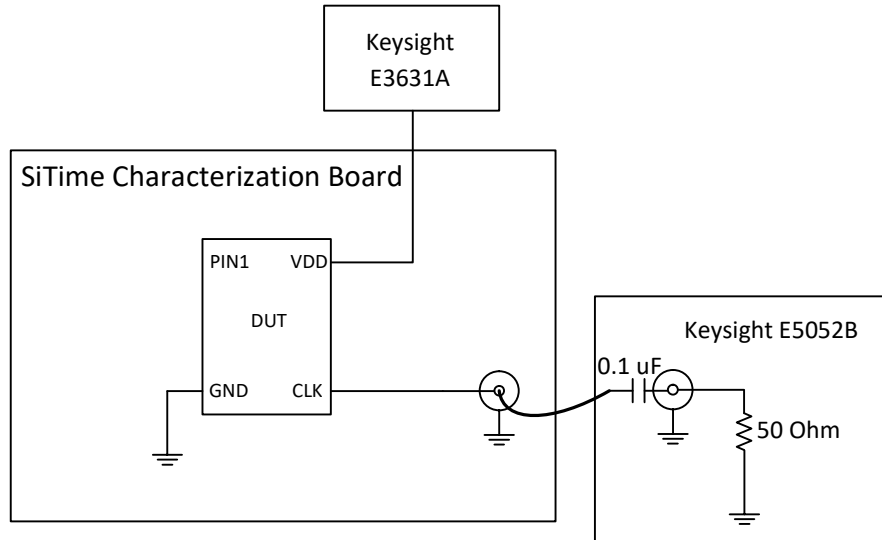 Keysight
E3631A
SiTime Characterization Board
PIN1 VDD
DUT
GND CLK
Keysight E5052B
0.1 uF
50 Ohm